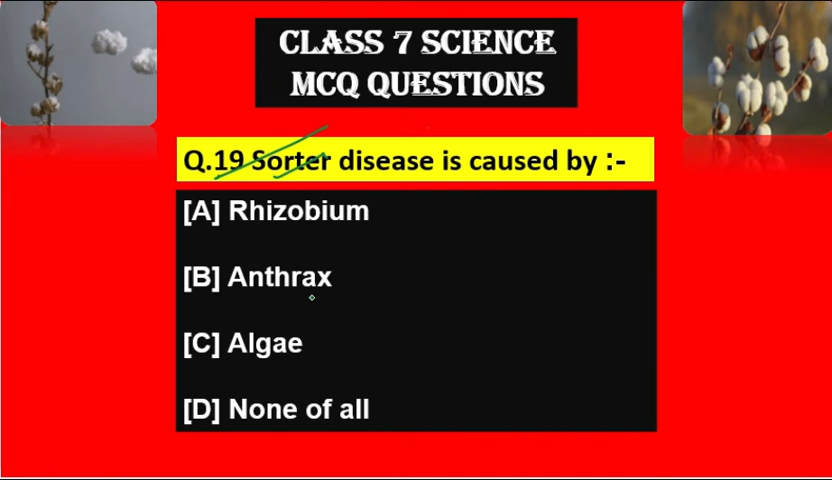 CLASS 7 SCIENCE
MCQ QUESTIONS
Q.19 Sorter disease is caused by :-
[A] Rhizobium
[B] Anthrax
[C] Algae
[D] None of all